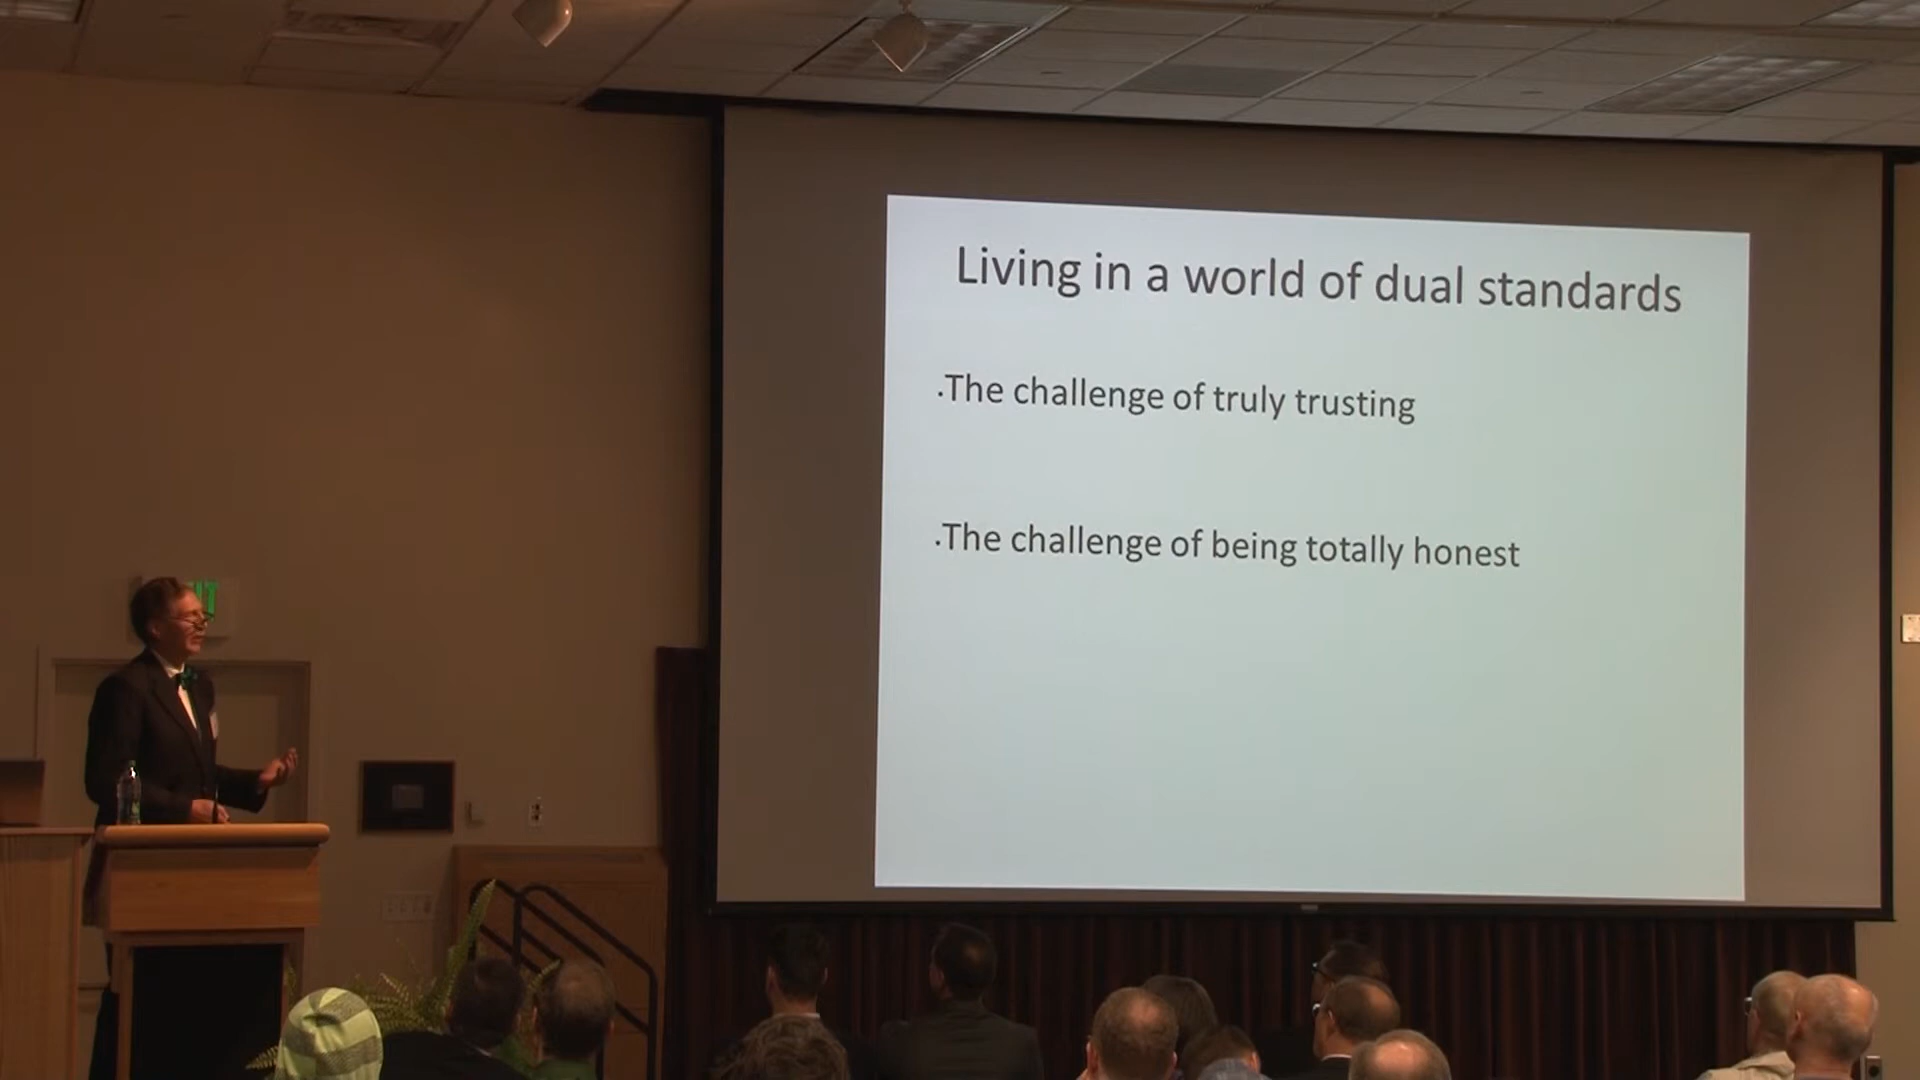 Living in a world of dual standards
.The challenge of truly trusting
.The challenge of being totally honest